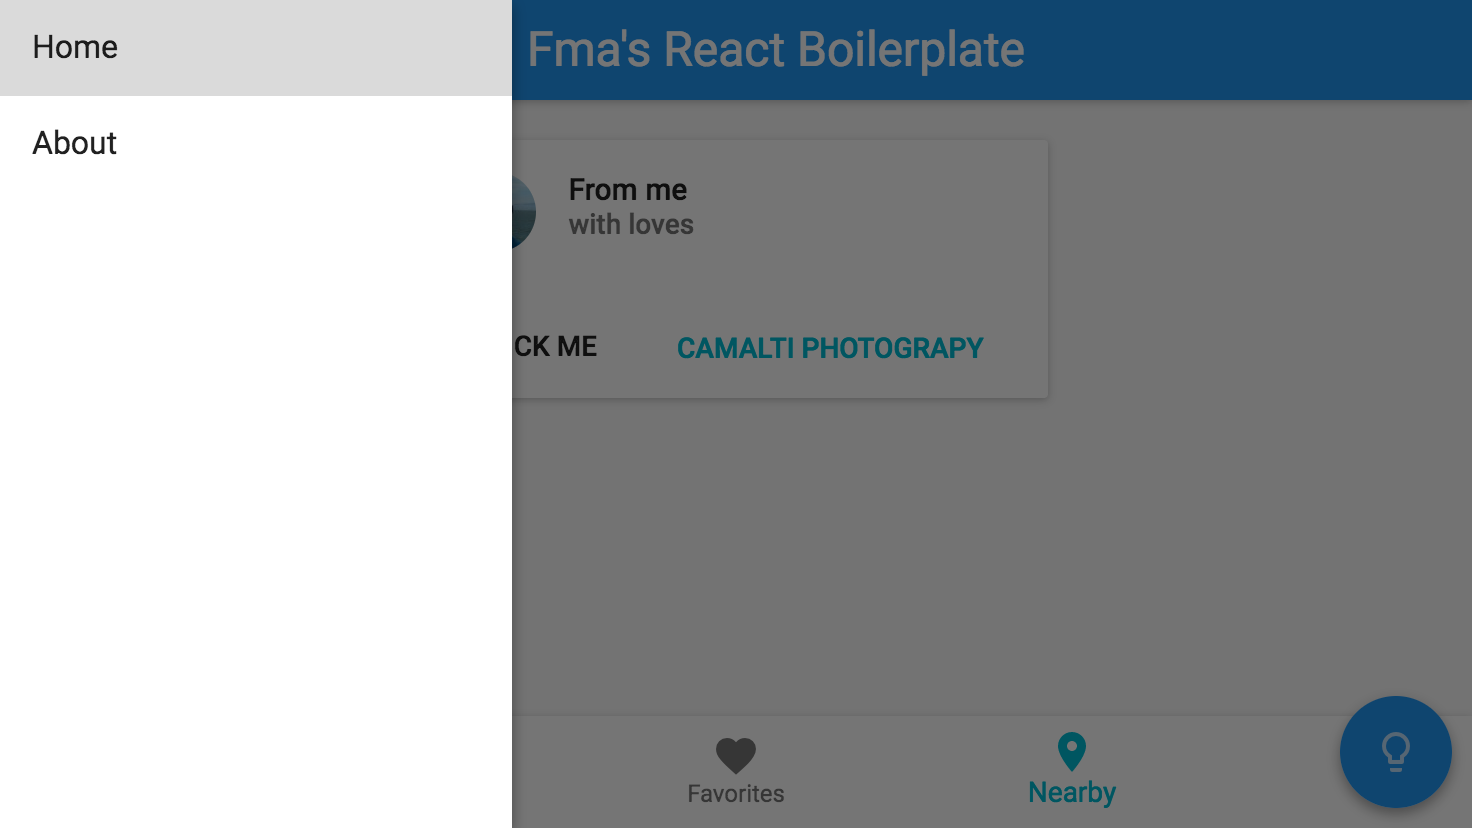 Home
About
Fma's React Boilerplate
From me
with loves
CK ME
CAMALTI PHOTOGRAPY
Favorites
Nearby